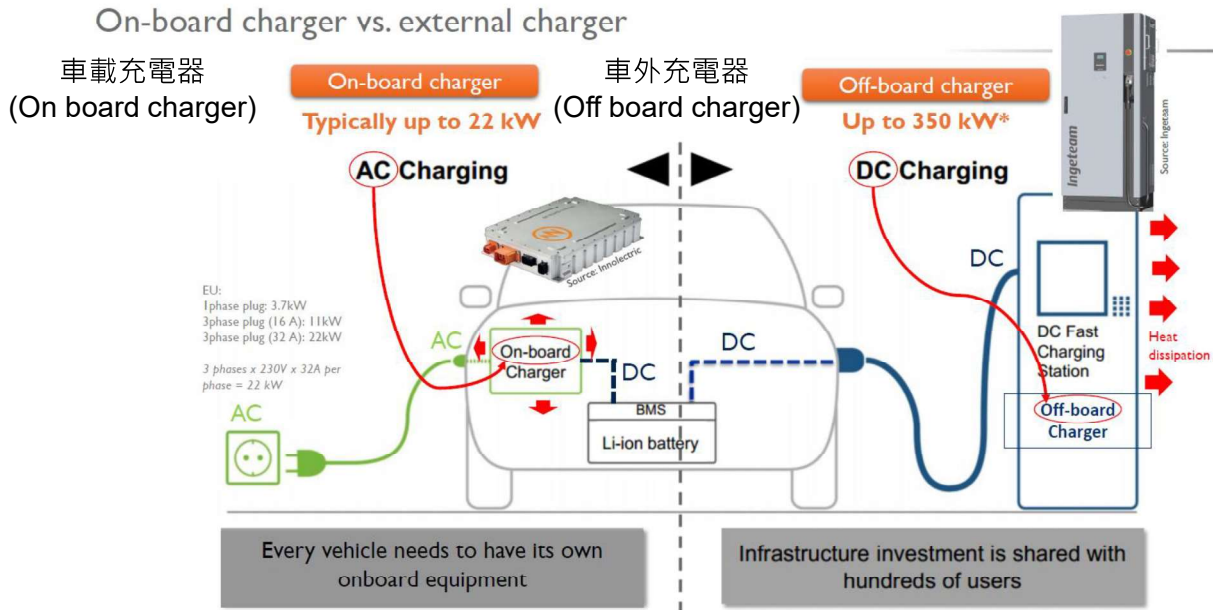 On-board charger vs. external charger
車載充電器
(On board charger)
On-board charger
Typically up to 22 kW
AC Charging
車外充電器
(Off board charger)
Off-board charger
Up to 350 kW*
DC Charging
Ingeteam
Source: Ingeteam
Source: Innolectric
EU:
1phase plug: 3.7kW
3phase plug (16 A): 11kW
3phase plug (32 A): 22kW
3 phases x 230V x 32A per
phase = 22 kW
AC
AC
On-board
Charger
DC
BMS
Li-ion battery
DC
DC
DC Fast
Charging
Station
Off-board
Charger
Heat
dissipation
Every vehicle needs to have its own
onboard equipment
Infrastructure investment is shared with
hundreds of users